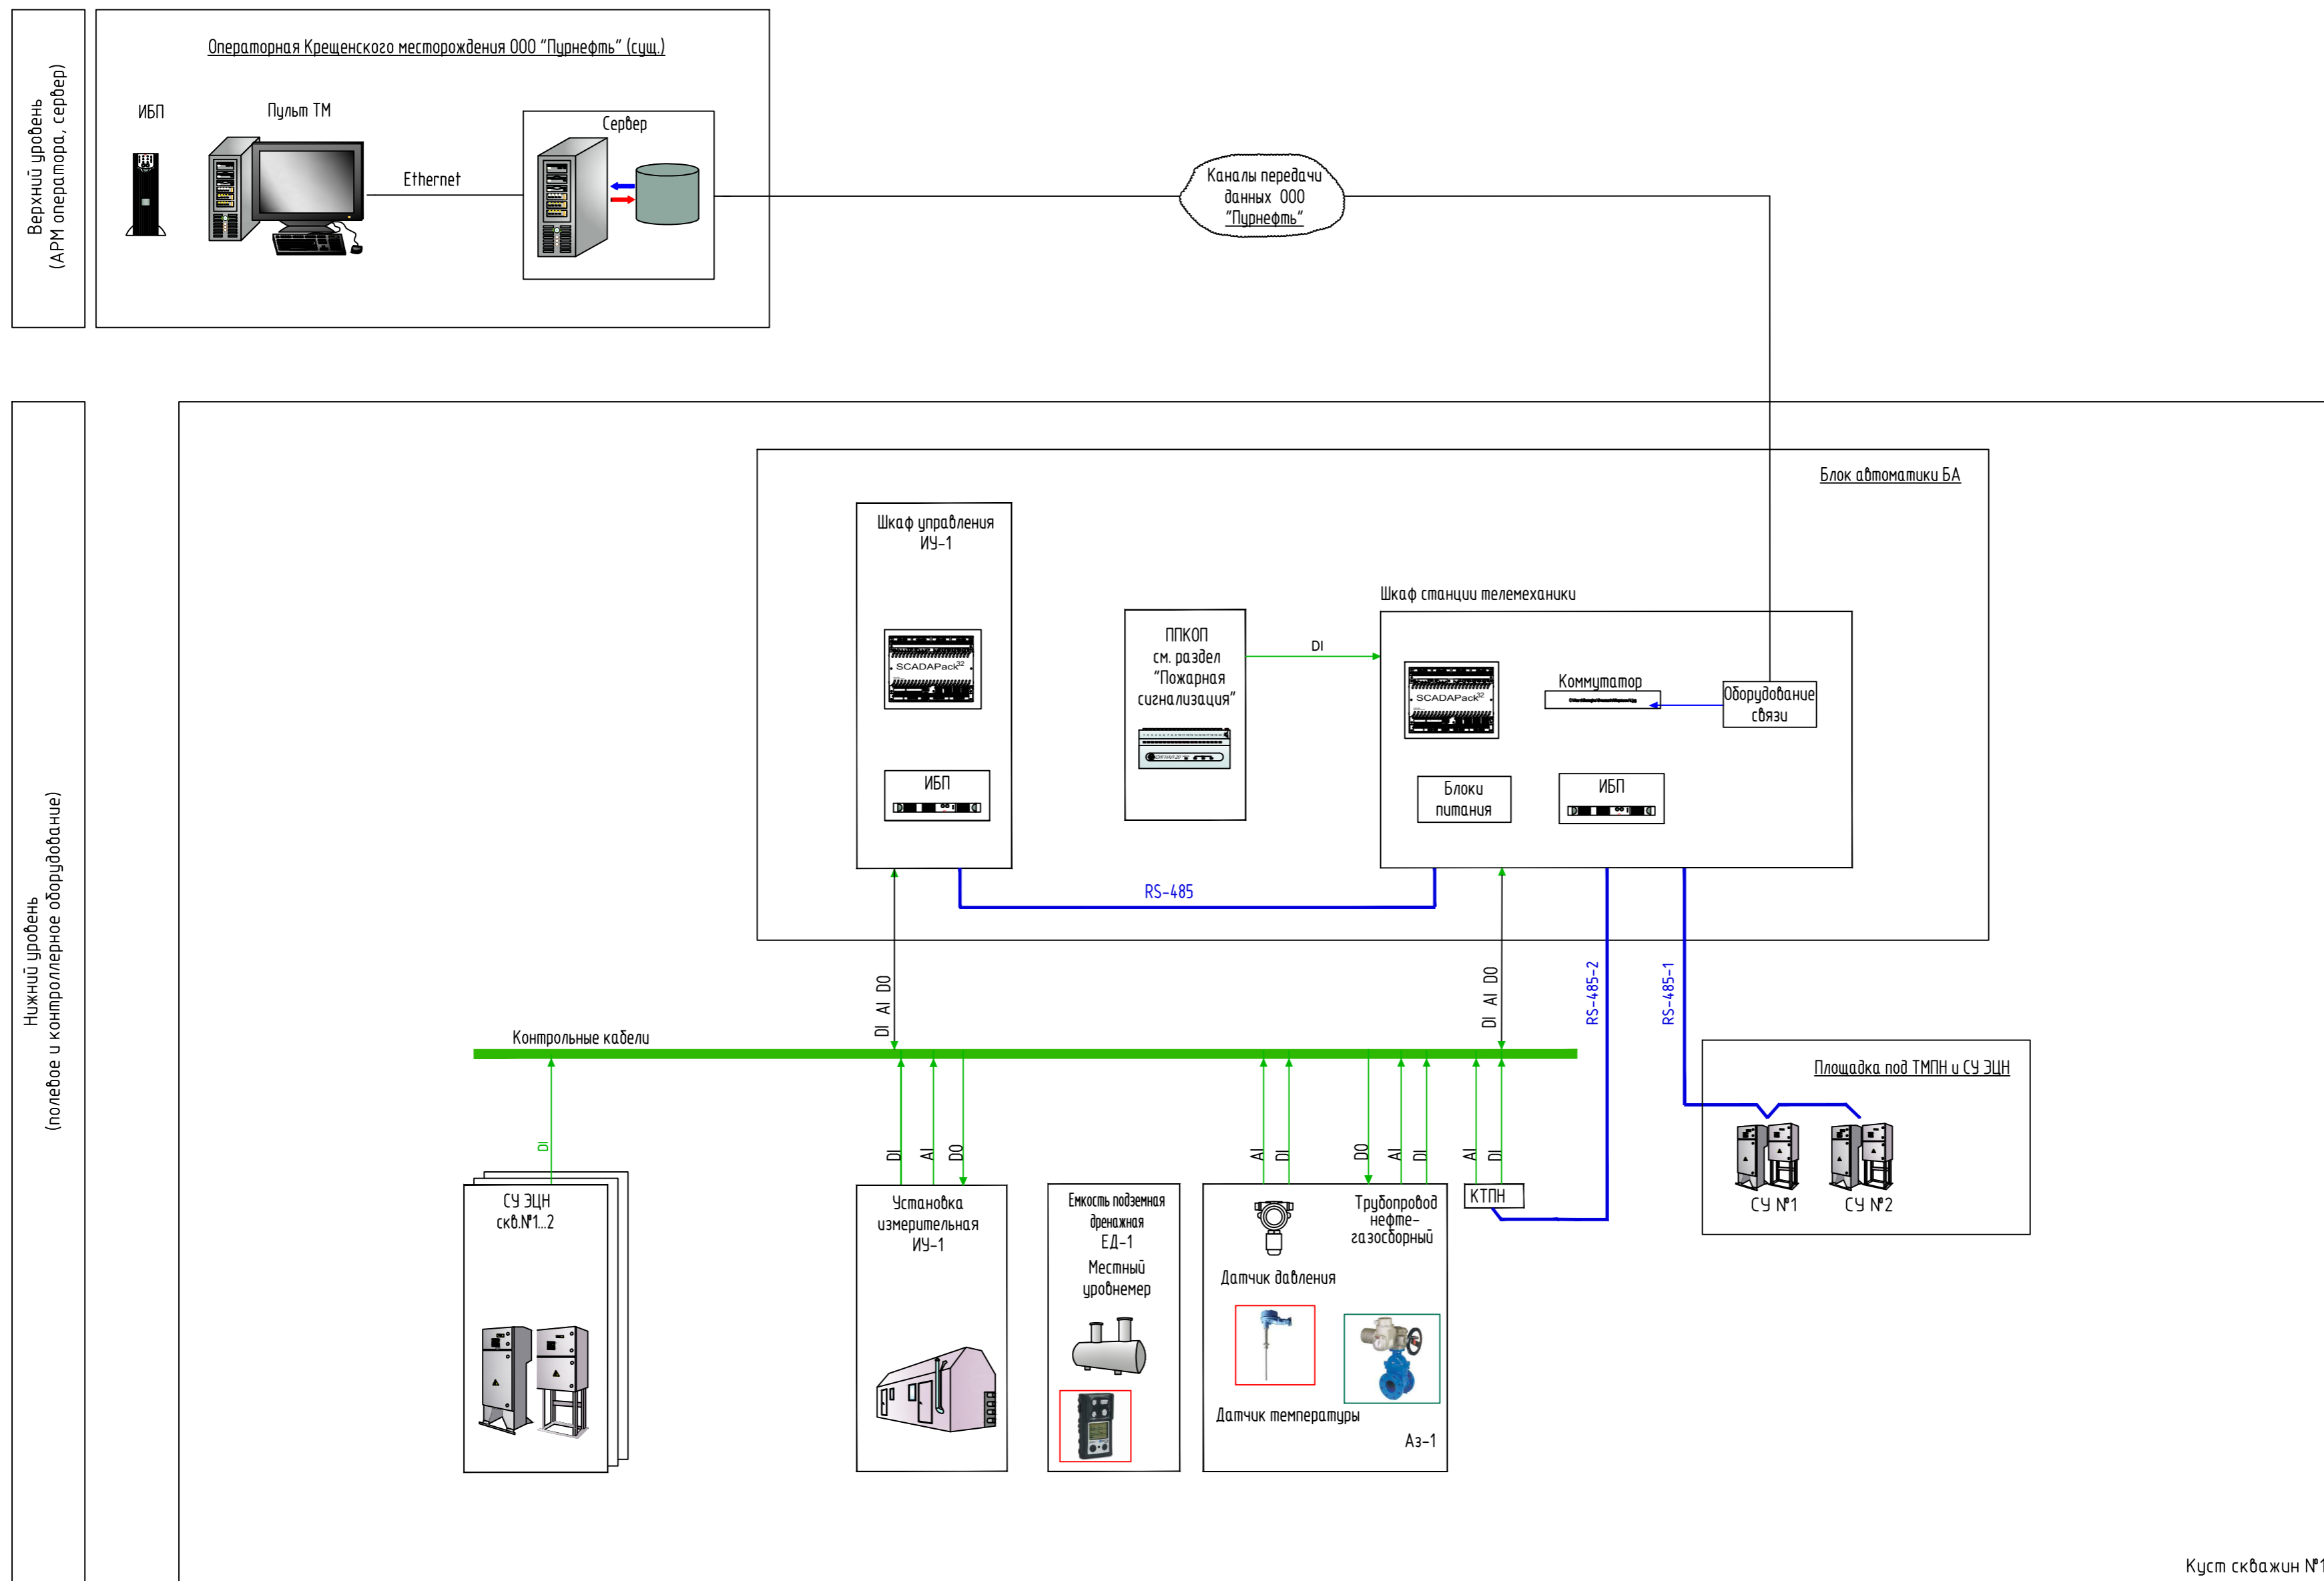 Верхний уровень
(АРМ оператора, сервер)
Операторная Крещенского месторождения ООО "Пурнефть" (сущ.)
ИБП
Пульт ТМ
Ethernet
Сервер
Каналы передачи
данных ООО
"Пурнефть"
Нижний уровень
(полевое и контроллерное оборудование)
Блок автоматики БА
Шкаф управления
ИУ-1
SCADAPack 32
ИБП
ППКОП
см. раздел
"Пожарная
сигнализация"
DI
Шкаф станции телемеханики
SCADAPack 32
Коммутатор
Оборудование
связи
Блоки
питания
ИБП
RS-485
DI AI DO
DI AI DO
RS-485-2
RS-485-1
Контрольные кабели
DI
DI
AI
DO
AI
DI
DO
AI
DI
AI
DI
Площадка под ТМПН и СУ ЭЦН
СУ №1
СУ №2
СУ ЭЦН
скв.№1...2
Установка
измерительная
ИУ-1
Емкость подземная
дренажная
ЕД-1
Местный
уровнемер
Трубопровод
нефте-
газосборный
Датчик давления
Датчик температуры
Аз-1
КТПН
Куст скважин №1